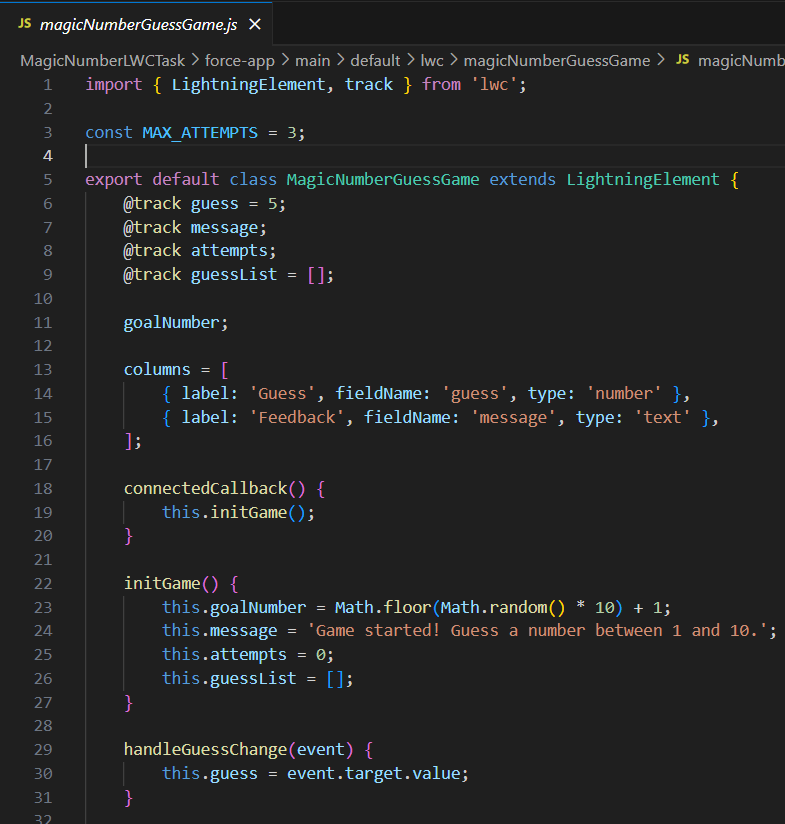 JS magicNumberGuessGame.js ×
MagicNumberLWCTask > force-app > main > default > lwc > magicNumberGuessGame > JS magicNumb
1 import { LightningElement, track } from 'lwc';
2
3 const MAX_ATTEMPTS = 3;
4
5 export default class MagicNumberGuessGame extends LightningElement {
6     @track guess = 5;
7     @track message;
8     @track attempts;
9     @track guessList = [];
10
11     goalNumber;
12
13     columns = [
14         { label: 'Guess', fieldName: 'guess', type: 'number' },
15         { label: 'Feedback', fieldName: 'message', type: 'text' },
16     ];
17
18     connectedCallback() {
19         this.initGame();
20     }
21
22     initGame() {
23         this.goalNumber = Math.floor(Math.random() * 10) + 1;
24         this.message = 'Game started! Guess a number between 1 and 10.';
25         this.attempts = 0;
26         this.guessList = [];
27     }
28
29     handleGuessChange(event) {
30         this.guess = event.target.value;
31     }
32